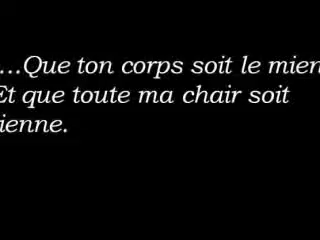 ...Que ton corps soit le mien
Et que toute ma chair soit
ienne.